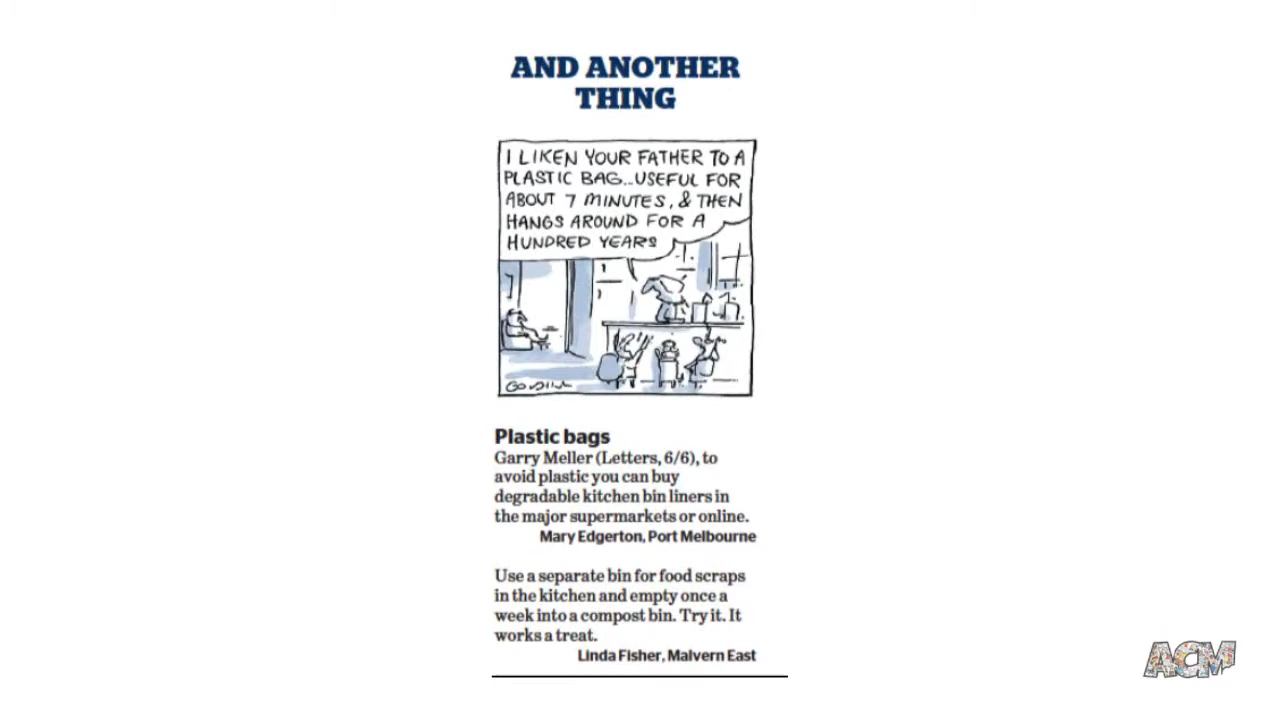 AND ANOTHER
THING
I LIKEN YOUR FATHER TO A
PLASTIC BAG..USEFUL FOR
ABOUT 7 MINUTES, & THEN
HANGS AROUND FOR A
HUNDRED YEARS
Plastic bags
Garry Meller (Letters, 6/6), to
avoid plastic you can buy
degradable kitchen bin liners in
the major supermarkets or online.
Mary Edgerton, Port Melbourne
Use a separate bin for food scraps
in the kitchen and empty once a
week into a compost bin. Try it. It
works a treat.
Linda Fisher, Malvern East
ACM